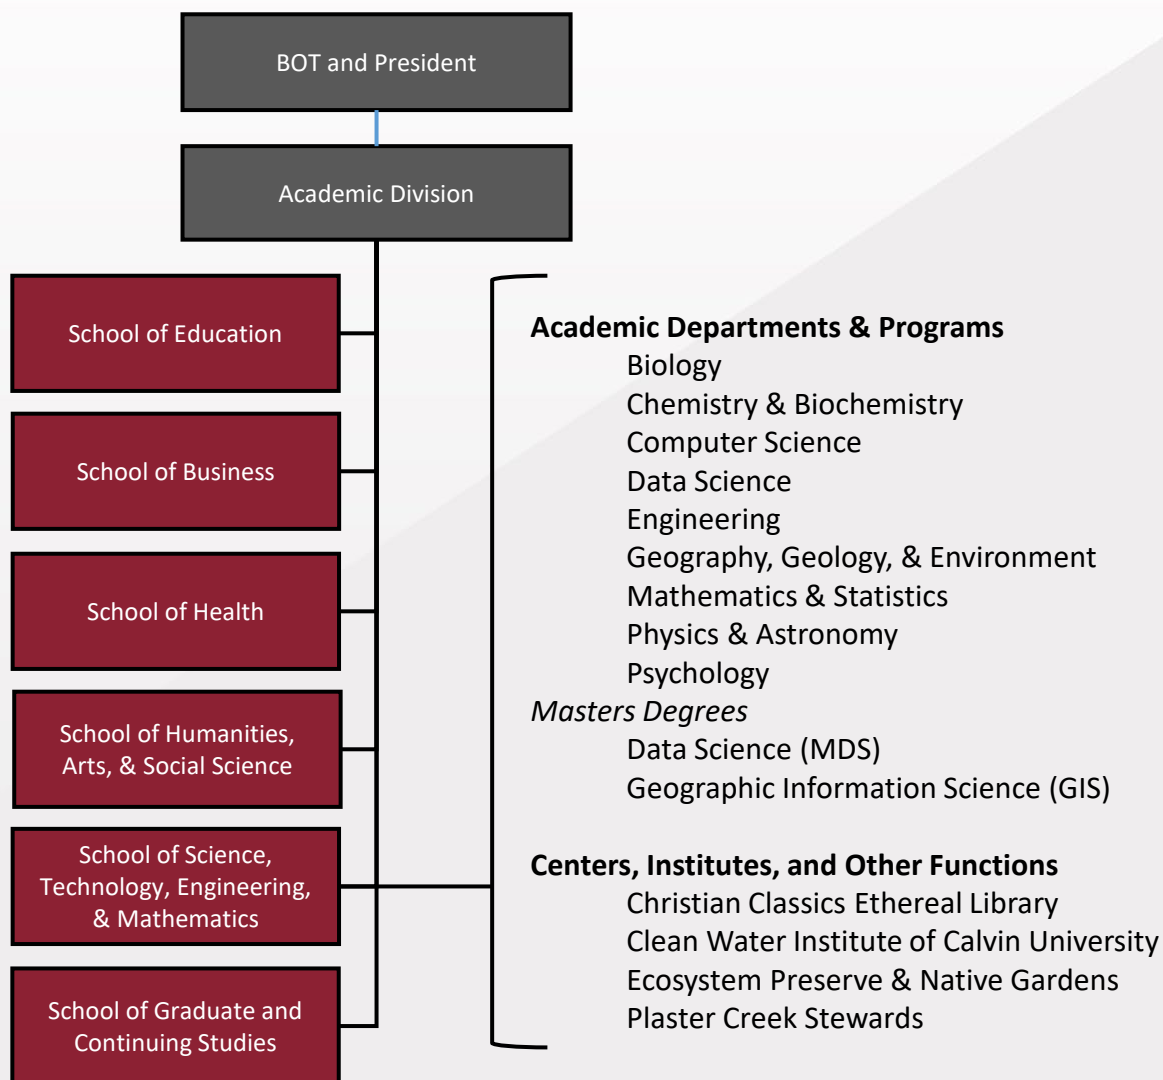 BOT and President
Academic Division
School of Education
School of Business
School of Health
School of Humanities,
Arts, & Social Science
School of Science,
Technology, Engineering,
& Mathematics
School of Graduate and
Continuing Studies
Academic Departments & Programs
Biology
Chemistry & Biochemistry
Computer Science
Data Science
Engineering
Geography, Geology, & Environment
Mathematics & Statistics
Physics & Astronomy
Psychology
Masters Degrees
Data Science (MDS)
Geographic Information Science (GIS)
Centers, Institutes, and Other Functions
Christian Classics Ethereal Library
Clean Water Institute of Calvin University
Ecosystem Preserve & Native Gardens
Plaster Creek Stewards